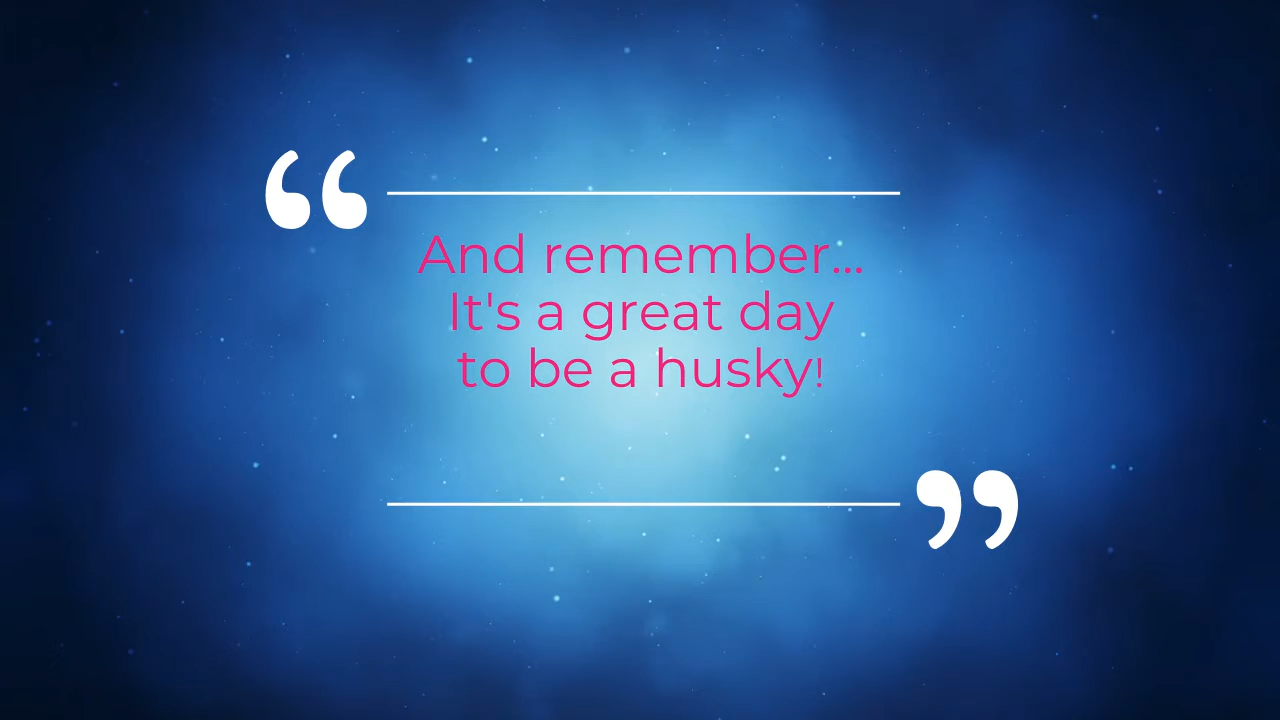 “
And remember...
It's a great day
to be a husky!
”